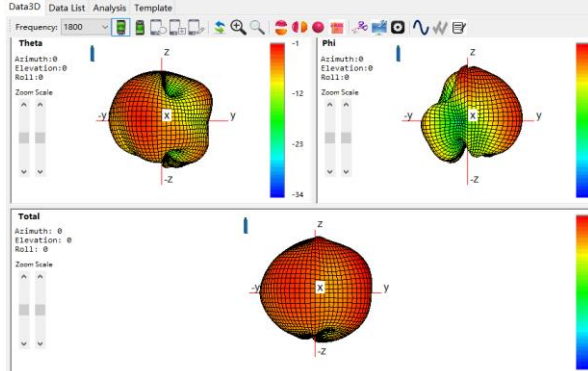 Data3D Data List Analysis Template
Frequency: 1800
Theta
Azimuth:0
Elevation:0
Roll:0
Zoom Scale
z
-y
x
y
-z
-1
-12
-23
-34
Phi
Azimuth:0
Elevation:0
Roll:0
Zoom Scale
z
-y
x
y
-z
Total
Azimuth: 0
Elevation: 0
Roll: 0
Zoom Scale
z
-y
x
y
-z